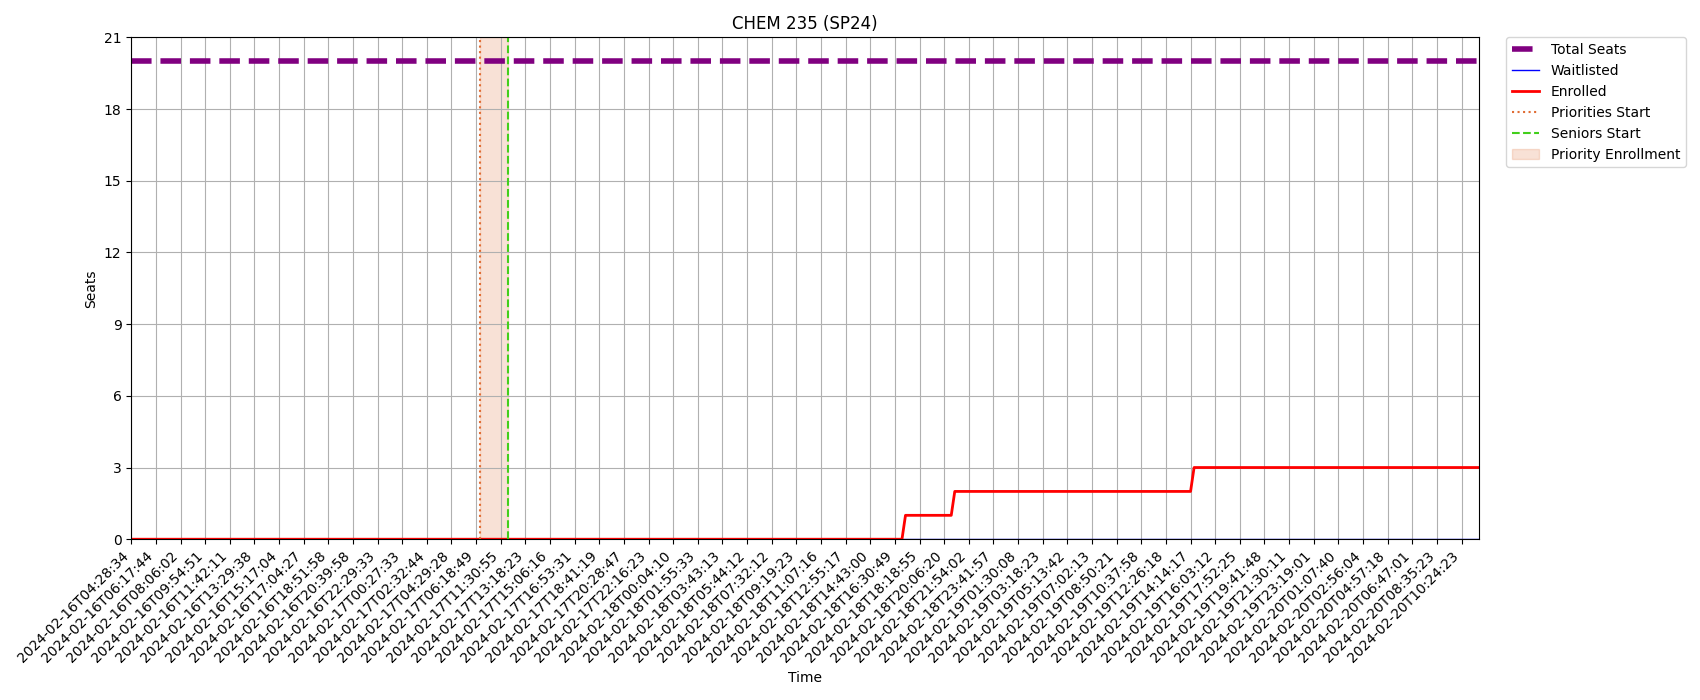 CHEM 235 (SP24)
Seats
21
18
15
12
9
6
3
0
2024-02-16T04:28:34
2024-02-16T06:17:44
2024-02-16T08:06:02
2024-02-16T09:54:51
2024-02-16T11:42:11
2024-02-16T13:29:38
2024-02-16T15:17:04
2024-02-16T17:04:27
2024-02-16T18:51:58
2024-02-16T20:39:58
2024-02-16T22:29:33
2024-02-17T00:27:33
2024-02-17T02:32:44
2024-02-17T04:29:28
2024-02-17T06:18:49
2024-02-17T11:30:55
2024-02-17T13:18:23
2024-02-17T15:06:16
2024-02-17T16:53:31
2024-02-17T18:41:19
2024-02-17T20:28:47
2024-02-17T22:16:23
2024-02-18T00:04:10
2024-02-18T01:55:33
2024-02-18T03:43:13
2024-02-18T05:44:12
2024-02-18T07:32:12
2024-02-18T09:19:23
2024-02-18T11:07:16
2024-02-18T12:55:17
2024-02-18T14:43:00
2024-02-18T16:30:49
2024-02-18T18:18:55
2024-02-18T20:06:20
2024-02-18T21:54:02
2024-02-18T23:41:57
2024-02-19T01:30:08
2024-02-19T03:18:23
2024-02-19T05:13:42
2024-02-19T07:02:13
2024-02-19T08:50:21
2024-02-19T10:37:58
2024-02-19T12:26:18
2024-02-19T14:14:17
2024-02-19T16:03:12
2024-02-19T17:52:25
2024-02-19T19:41:48
2024-02-19T21:30:11
2024-02-19T23:19:01
2024-02-20T01:07:40
2024-02-20T02:56:04
2024-02-20T04:57:18
2024-02-20T06:47:01
2024-02-20T08:35:23
2024-02-20T10:24:23
Time
Total Seats
Waitlisted
Enrolled
Priorities Start
Seniors Start
Priority Enrollment